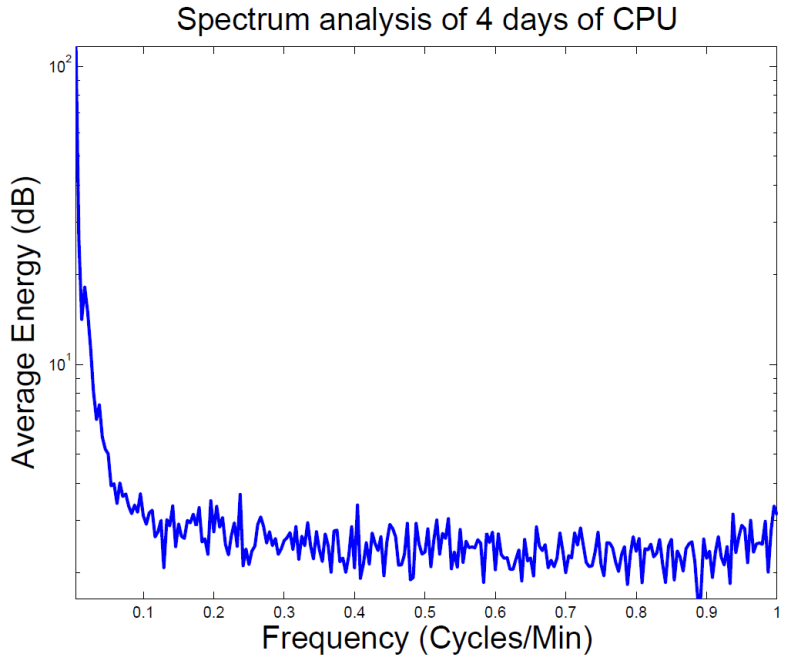 Spectrum analysis of 4 days of CPU
10²
10¹
Average Energy (dB)
0.1 0.2 0.3 0.4 0.5 0.6 0.7 0.8 0.9 1
Frequency (Cycles/Min)